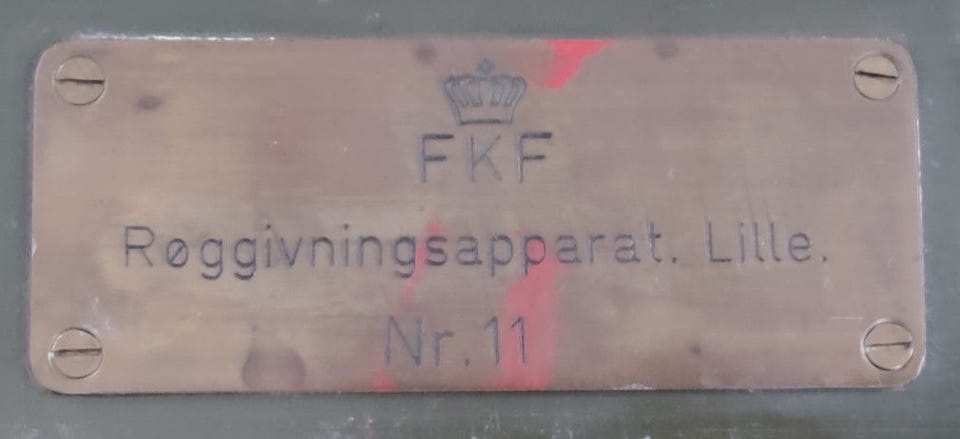 FKF
Røggivningsapparat. Lille.
Nr. 11